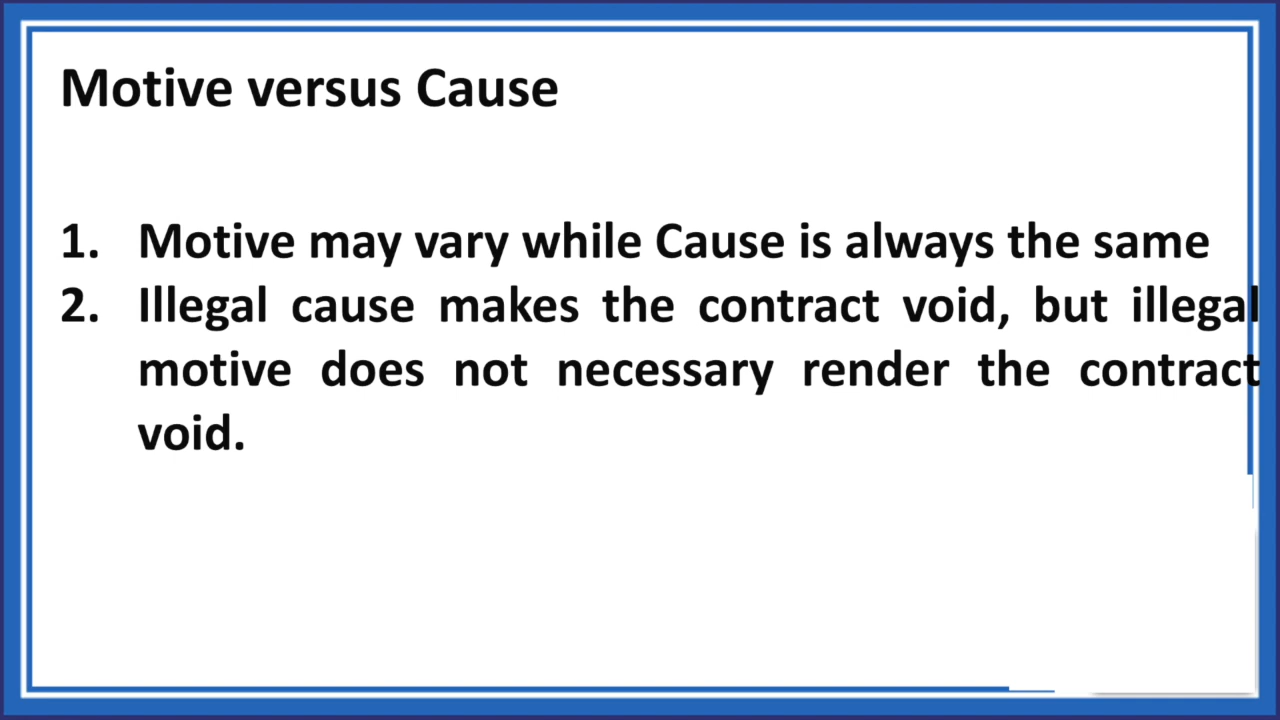 Motive versus Cause
1. Motive may vary while Cause is always the same
2. Illegal cause makes the contract void, but illegal
motive does not necessary render the contract
void.